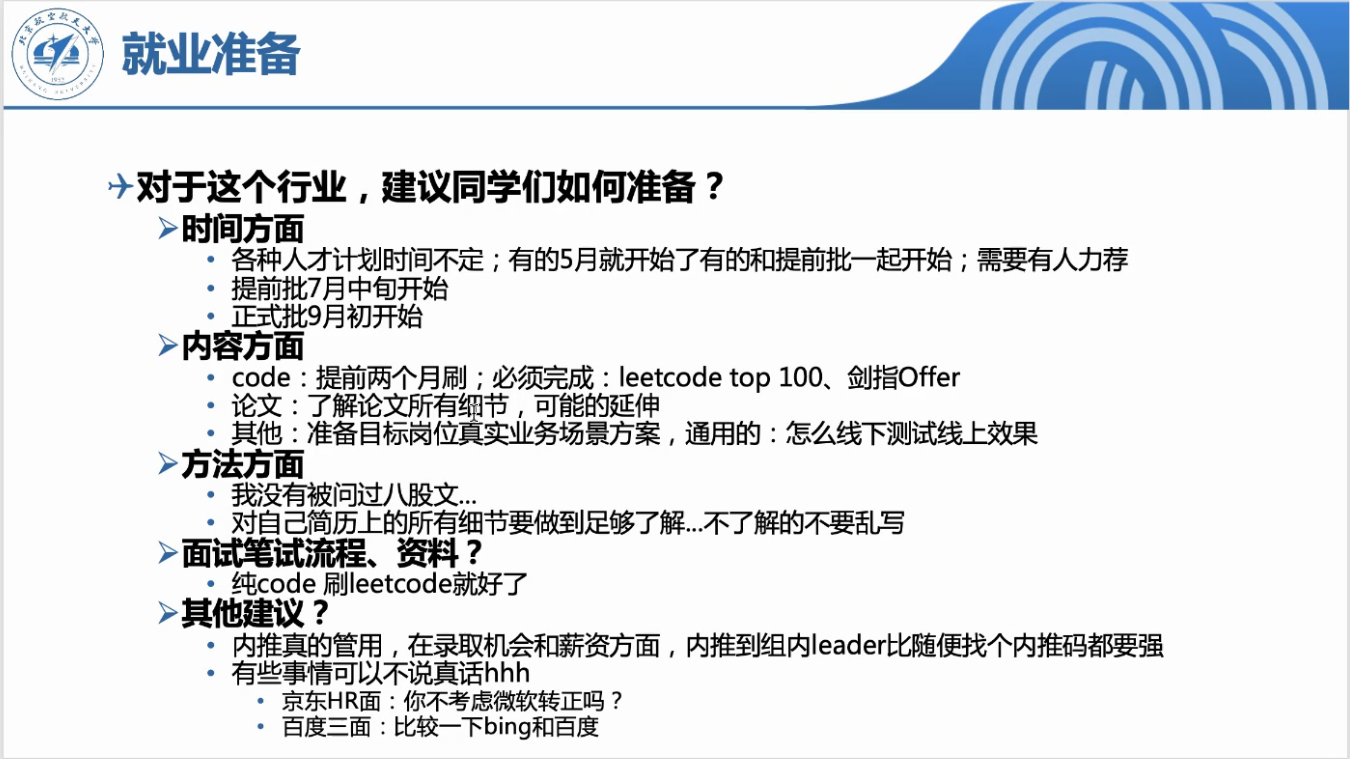 北京航空航天大学
BEIHANG UNIVERSITY
1952
就业准备
对于这个行业，建议同学们如何准备？
时间方面
各种人才计划时间不定；有的5月就开始了有的和提前批一起开始；需要有人力荐
提前批7月中旬开始
正式批9月初开始
内容方面
code：提前两个月刷；必须完成：leetcode top 100、剑指Offer
论文：了解论文所有细节，可能的延伸
其他：准备目标岗位真实业务场景方案，通用的：怎么线下测试线上效果
方法方面
我没有被问过八股文...
对自己简历上的所有细节要做到足够了解...不了解的不要乱写
面试笔试流程、资料？
纯code 刷leetcode就好了
其他建议？
内推真的管用，在录取机会和薪资方面，内推到组内leader比随便找个内推码都要强
有些事情可以不说真话hhh
京东HR面：你不考虑微软转正吗？
百度三面：比较一下bing和百度